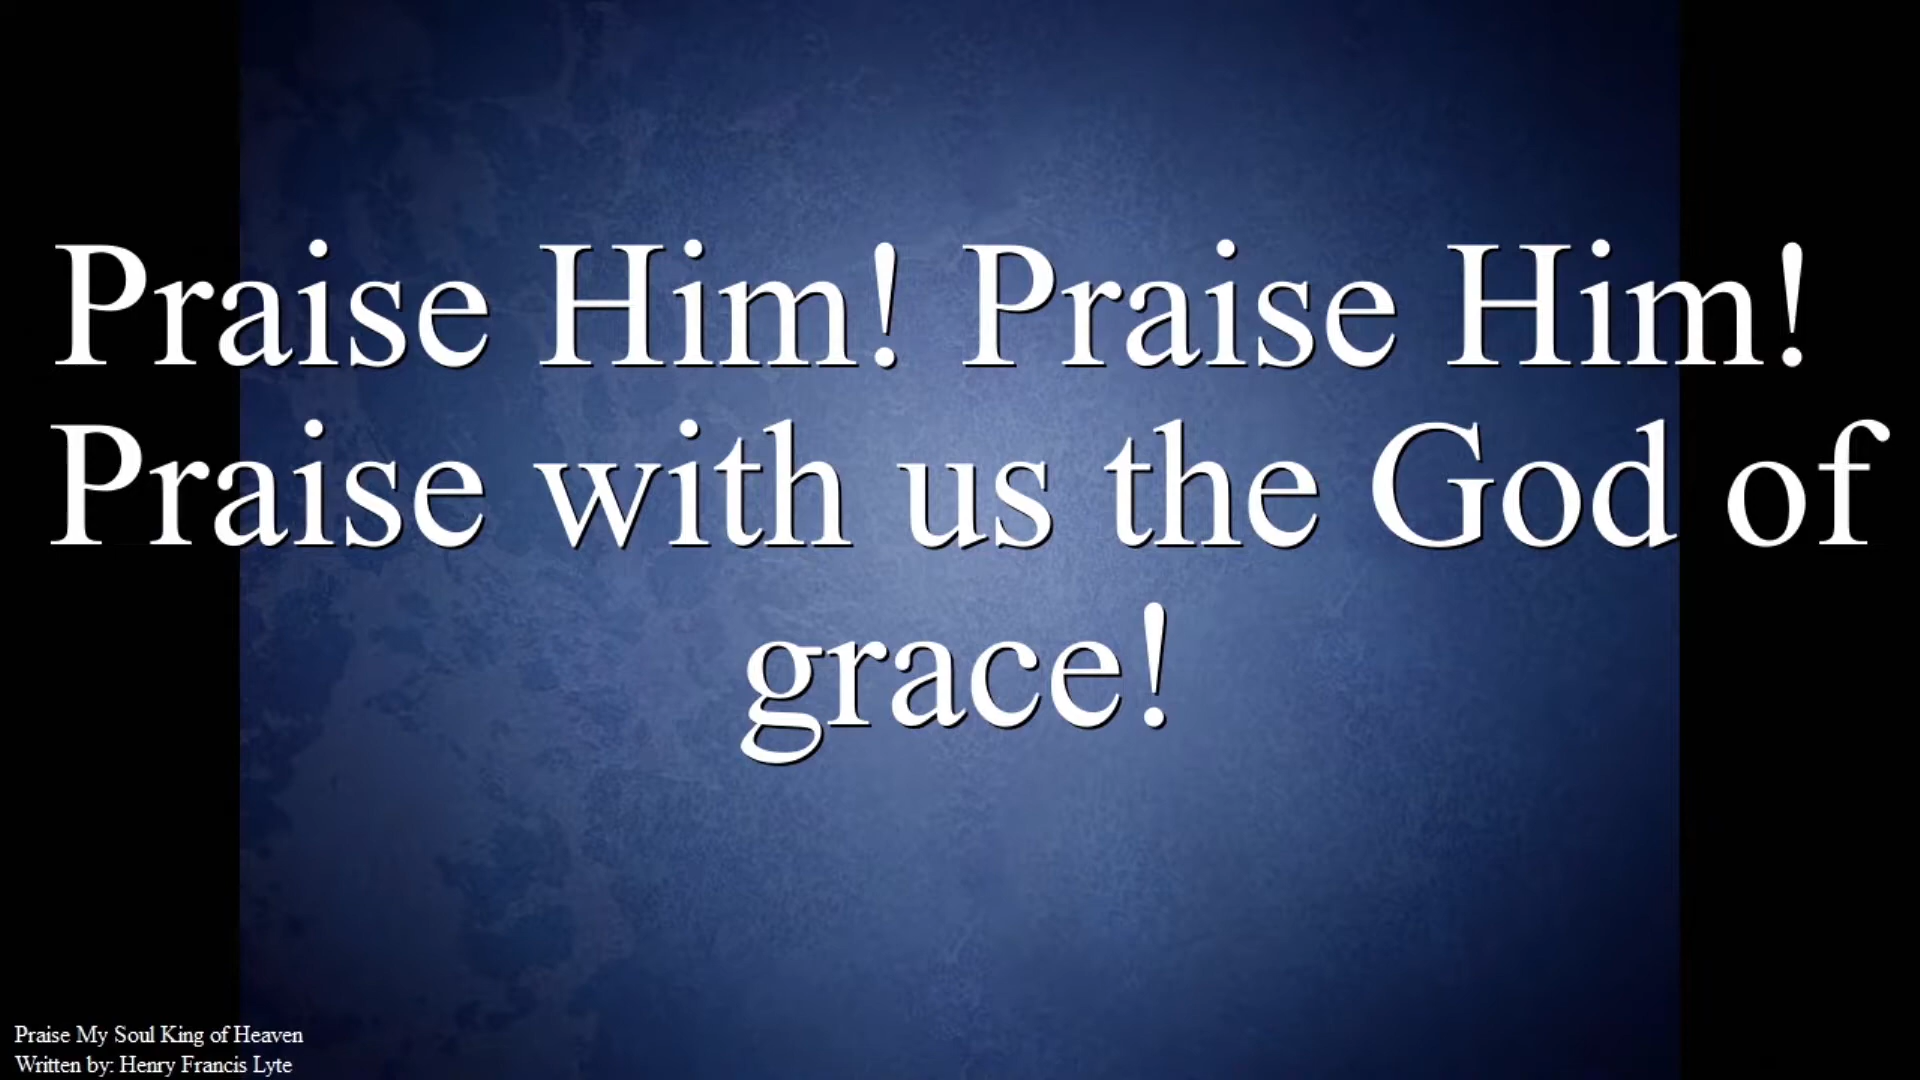 Praise Him! Praise Him!
Praise with us the God of
grace!
Praise My Soul King of Heaven
Written by: Henry Francis Lyte